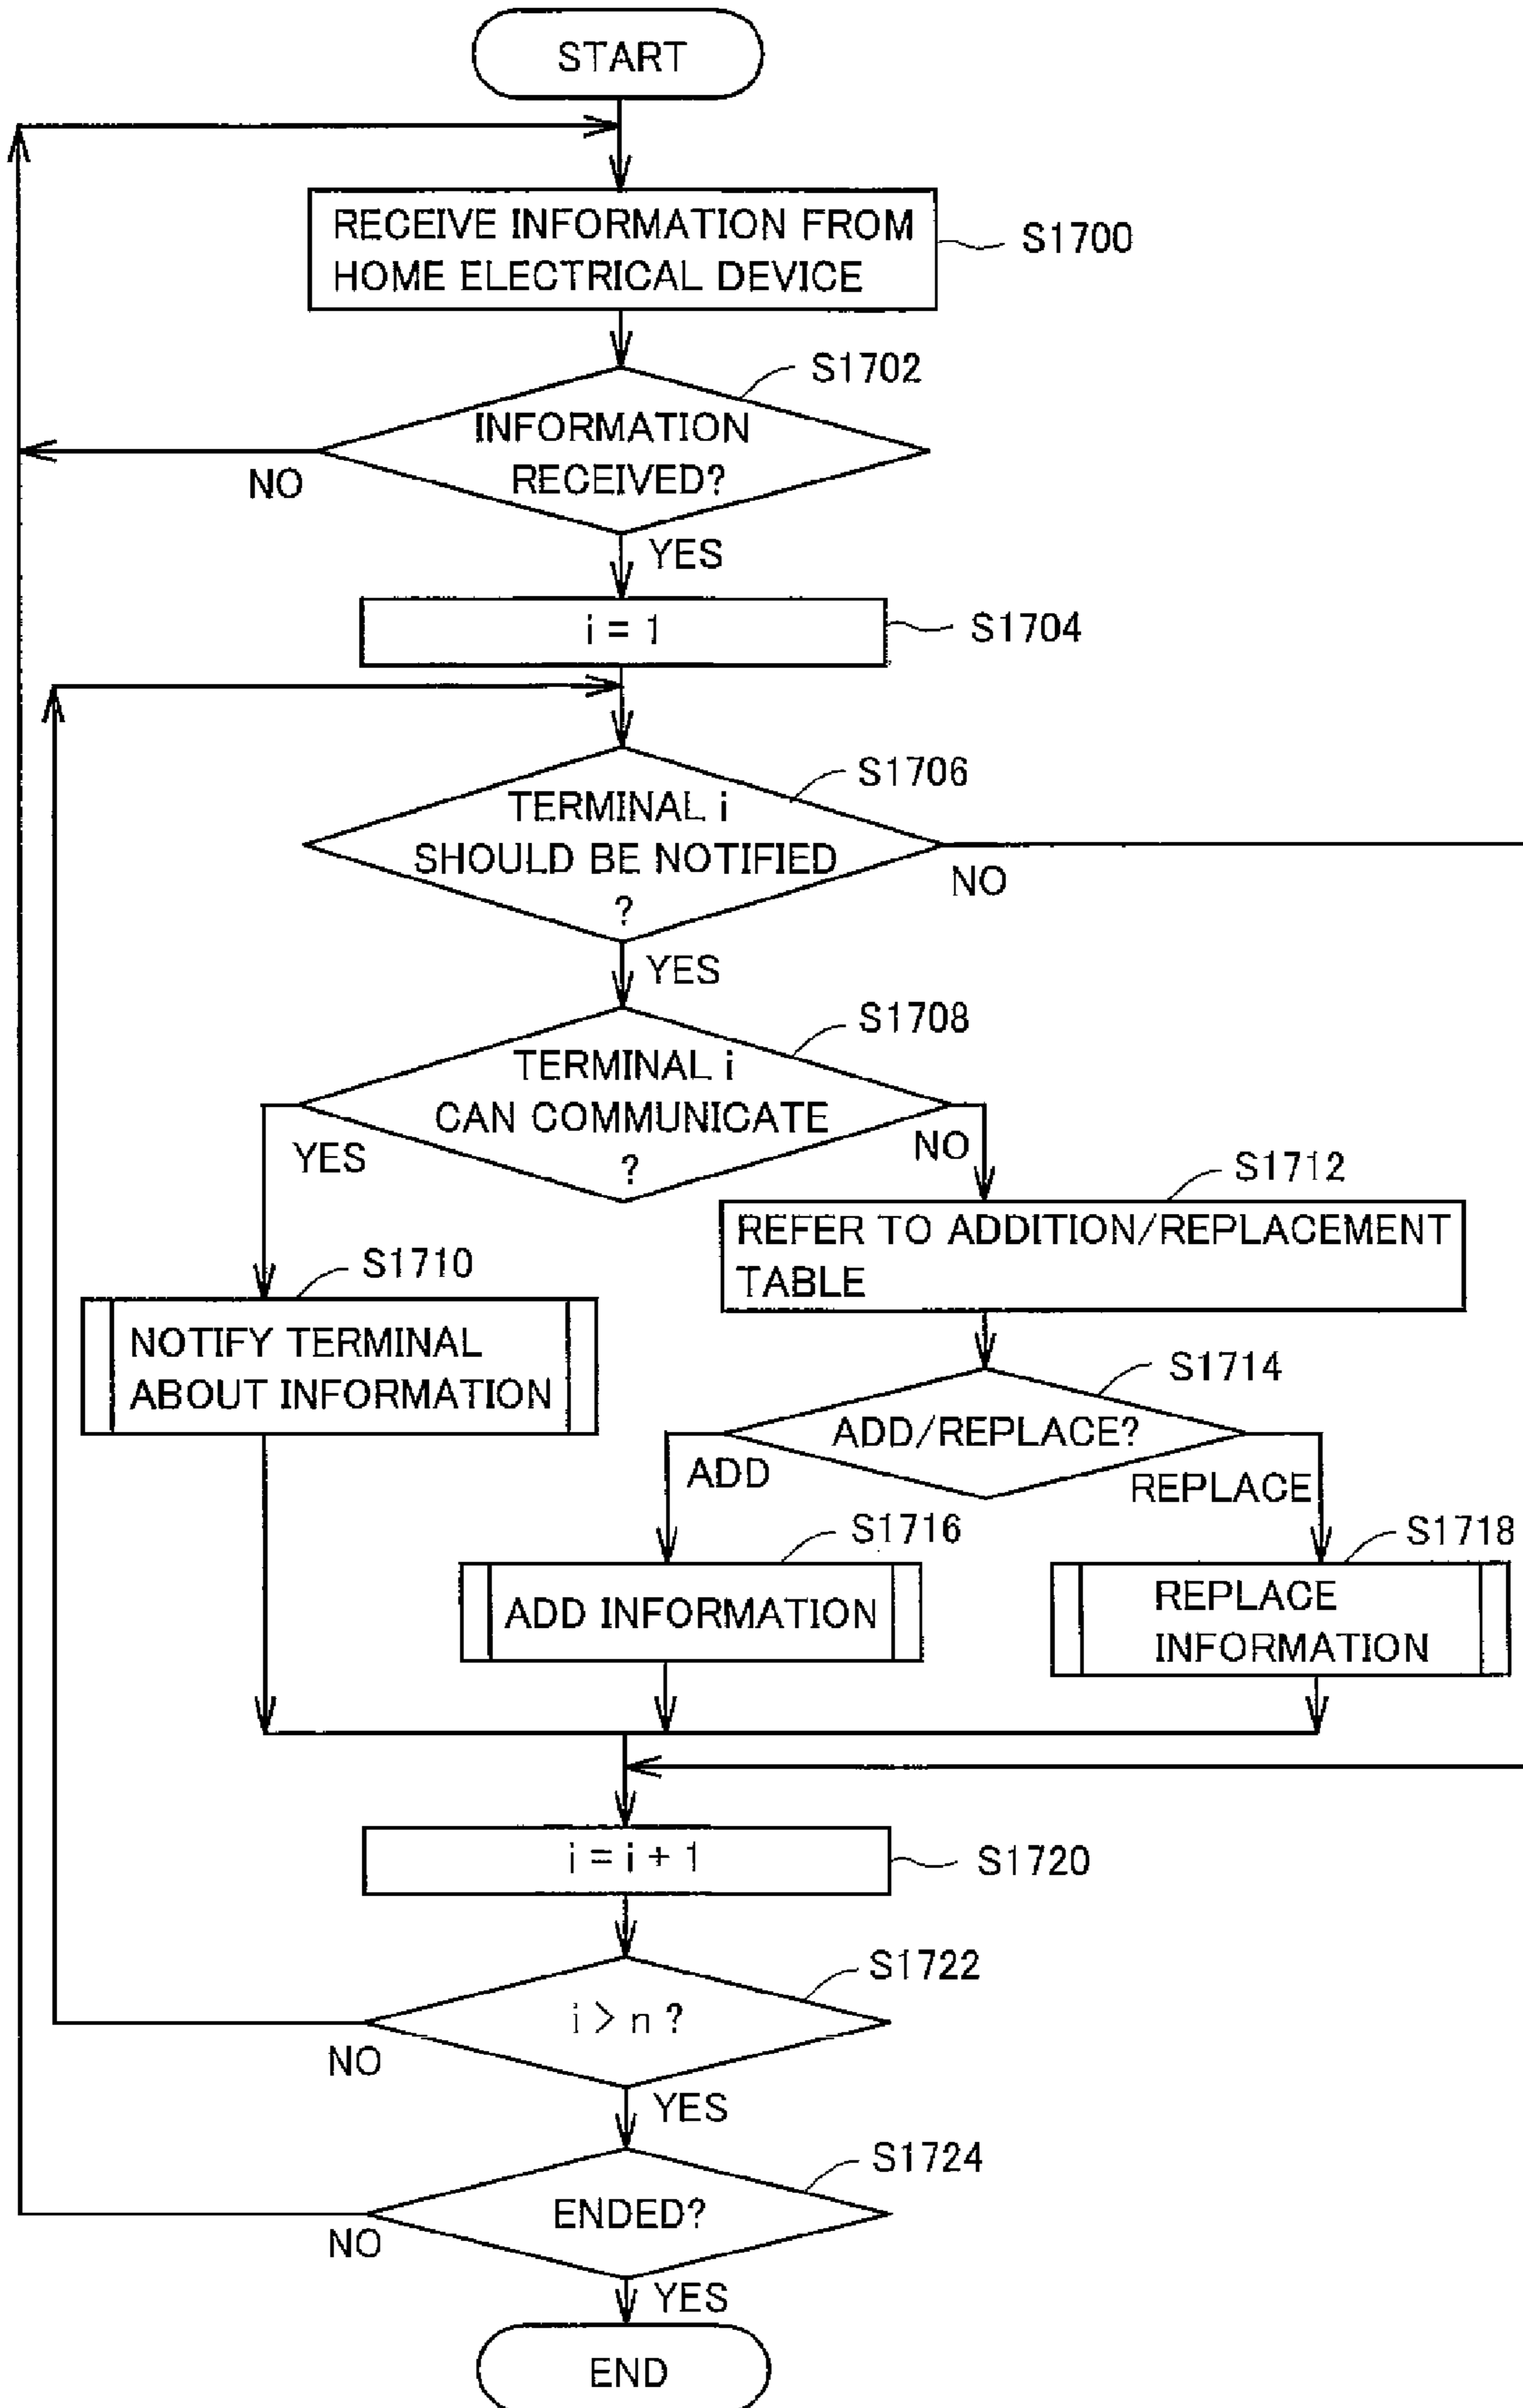 START
RECEIVE INFORMATION FROM
HOME ELECTRICAL DEVICE
S1700
S1702
INFORMATION
RECEIVED?
NO
YES
i = 1
S1704
S1706
TERMINAL i
SHOULD BE NOTIFIED
?
NO
YES
S1708
TERMINAL i
CAN COMMUNICATE
?
YES
NO
S1712
REFER TO ADDITION/REPLACEMENT
TABLE
S1710
NOTIFY TERMINAL
ABOUT INFORMATION
S1714
ADD/REPLACE?
ADD
REPLACE
S1716
ADD INFORMATION
S1718
REPLACE
INFORMATION
i = i + 1
S1720
S1722
i > n ?
NO
YES
S1724
ENDED?
NO
YES
END